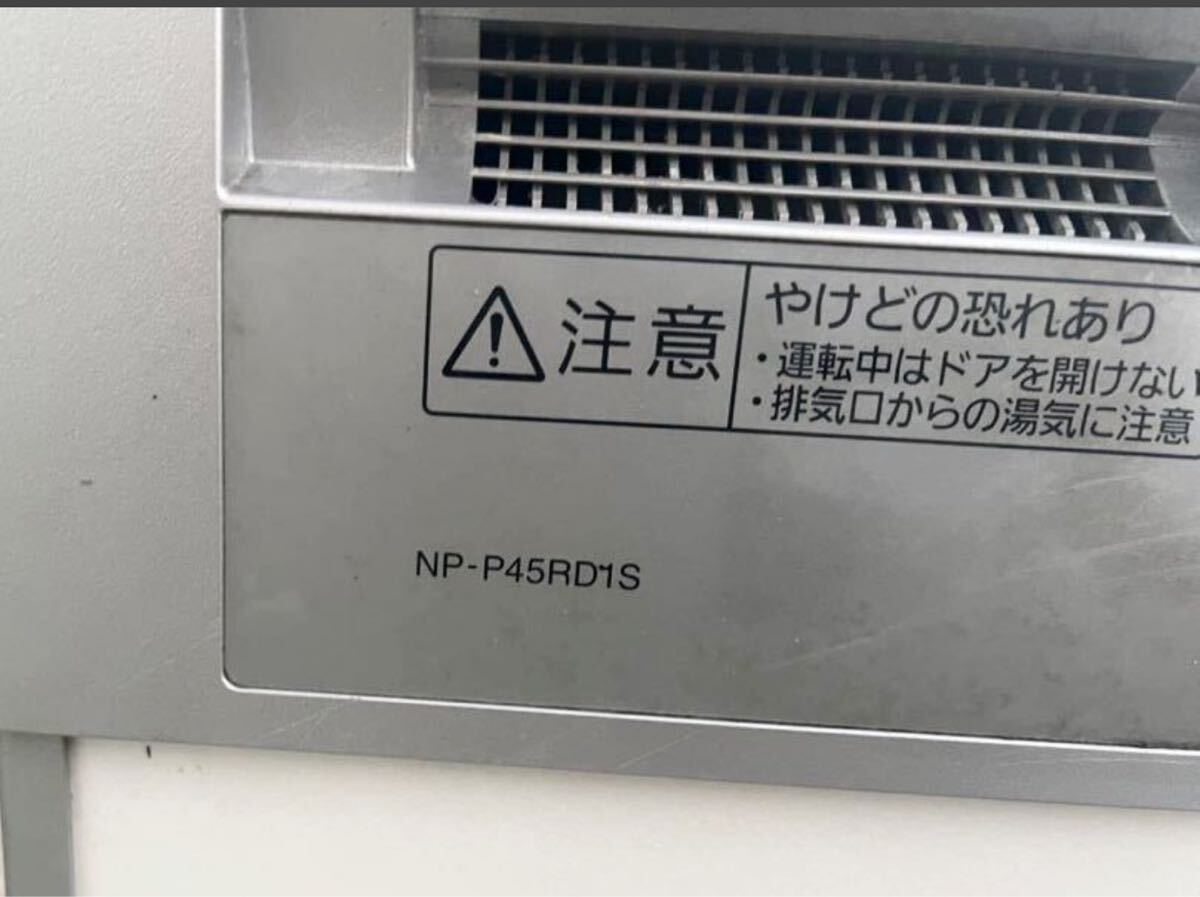 注意
やけどの恐れあり
・運転中はドアを開けない
・排気口からの湯気に注意
NP-P45RD1S